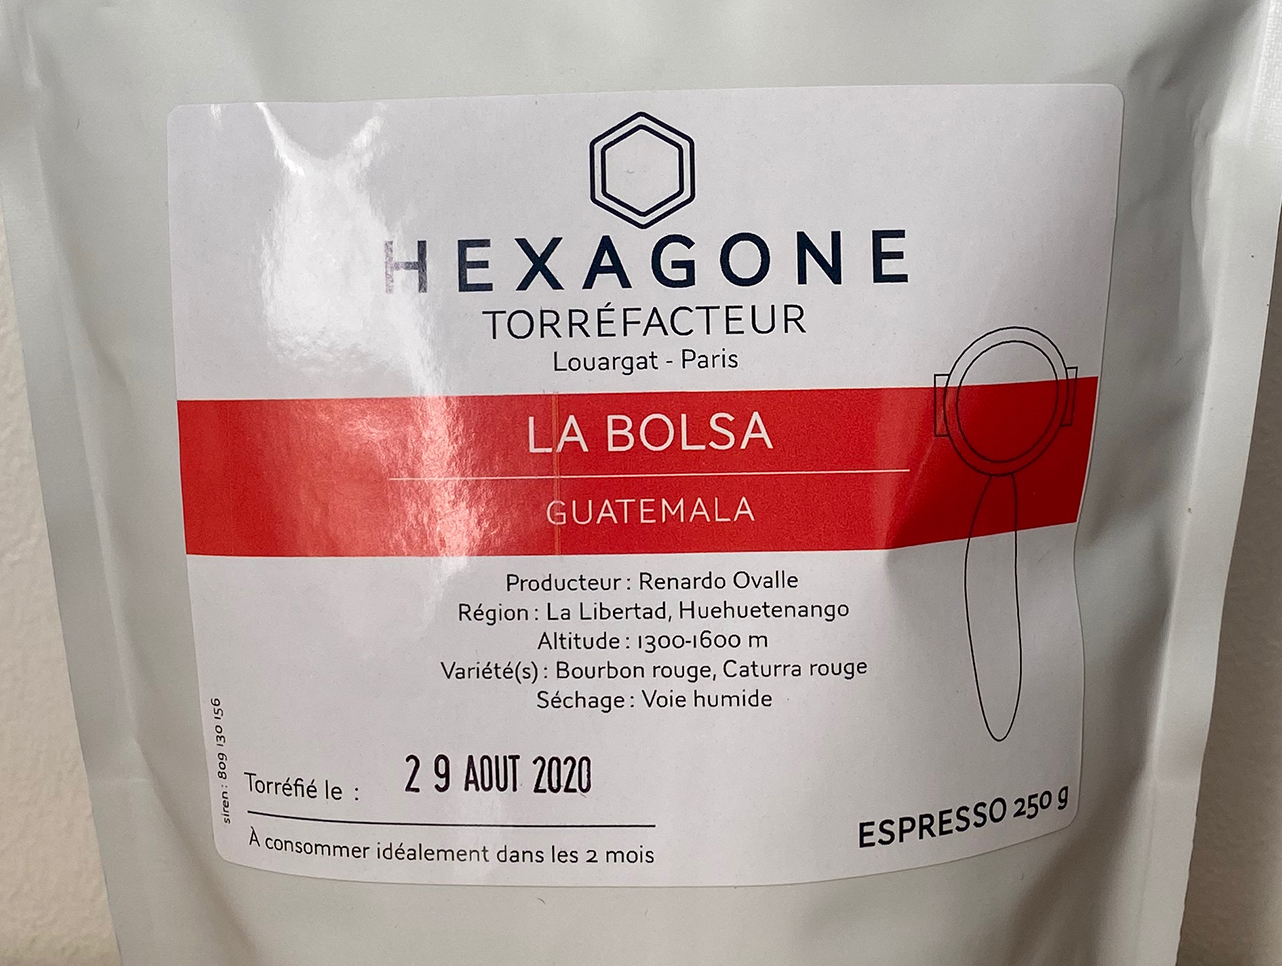 HEXAGONE
TORRÉFACTEUR
Louargat - Paris
LA BOLSA
GUATEMALA
Producteur : Renardo Ovalle
Région : La Libertad, Huehuetenango
Altitude : 1300-1600 m
Variété(s) : Bourbon rouge, Caturra rouge
Séchage : Voie humide
siren : 809 130 156
Torréfié le : 29 AOUT 2020
À consommer idéalement dans les 2 mois
ESPRESSO 250 g